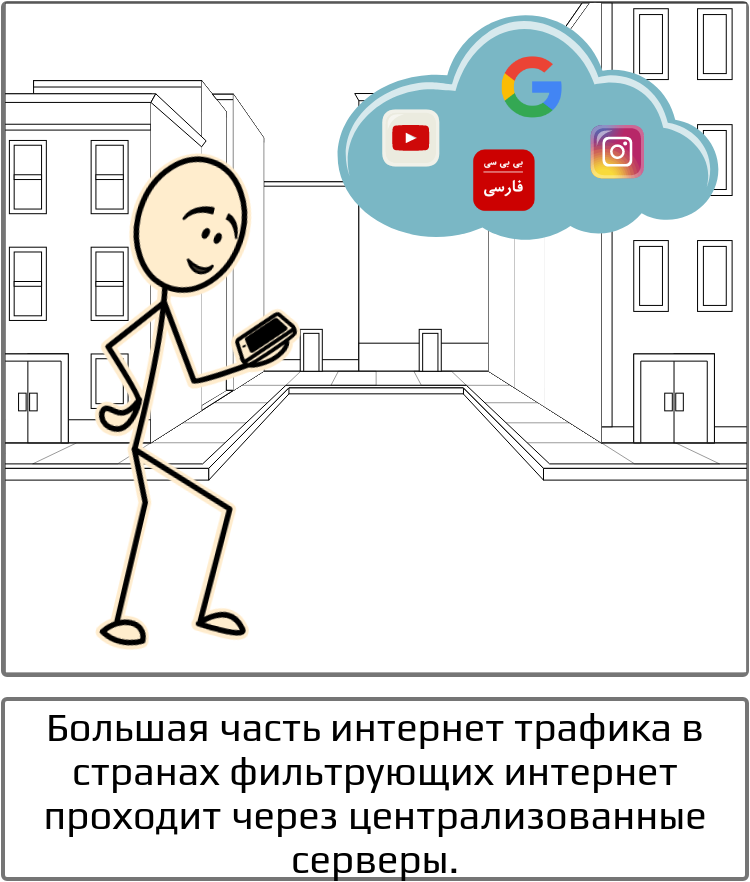 بی بی سی
فارسی
Большая часть интернет трафика в
странах фильтрующих интернет
проходит через централизованные
серверы.